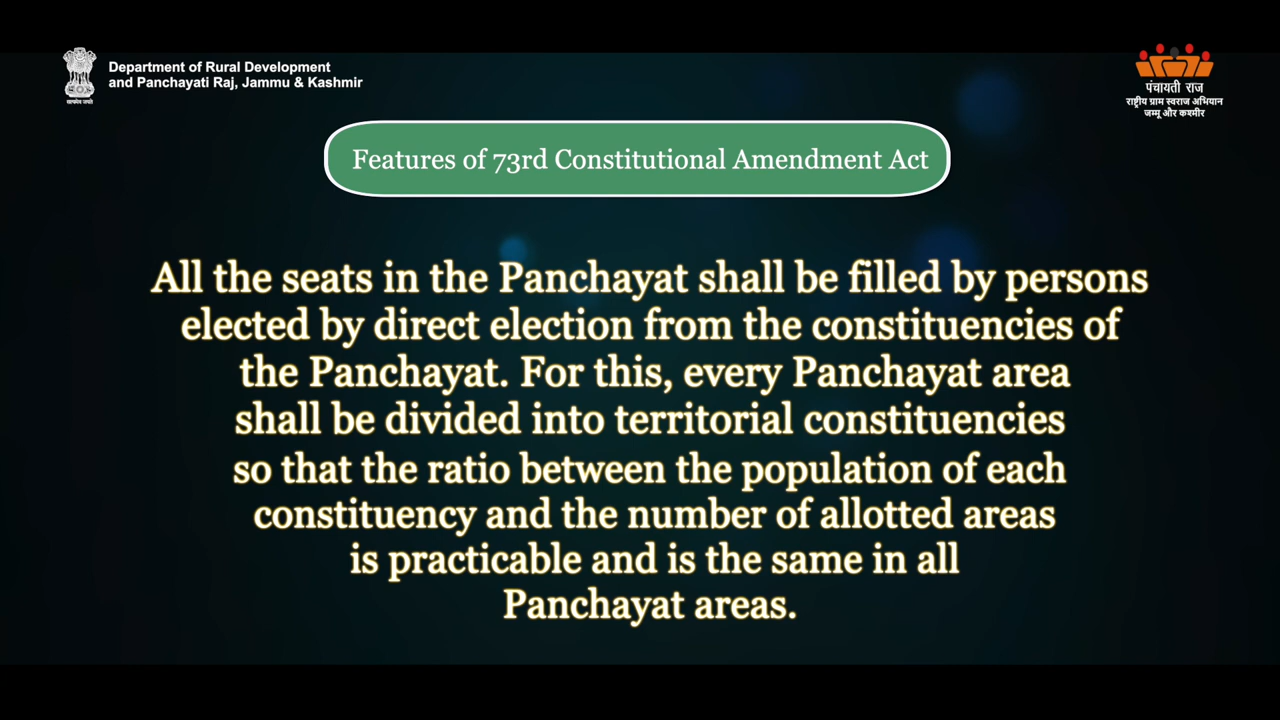 Department of Rural Development
and Panchayati Raj, Jammu & Kashmir
सत्यमेव जयते
पंचायती राज
राष्ट्रीय ग्राम स्वराज अभियान
जम्मू और कश्मीर
Features of 73rd Constitutional Amendment Act
All the seats in the Panchayat shall be filled by persons
elected by direct election from the constituencies of
the Panchayat. For this, every Panchayat area
shall be divided into territorial constituencies
so that the ratio between the population of each
constituency and the number of allotted areas
is practicable and is the same in all
Panchayat areas.